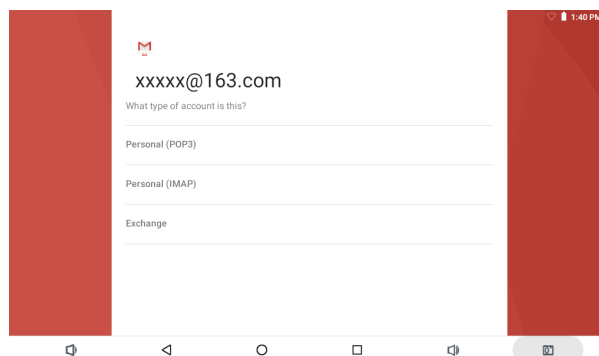 1:40 PM
xxxxx@163.com
What type of account is this?
Personal (POP3)
Personal (IMAP)
Exchange